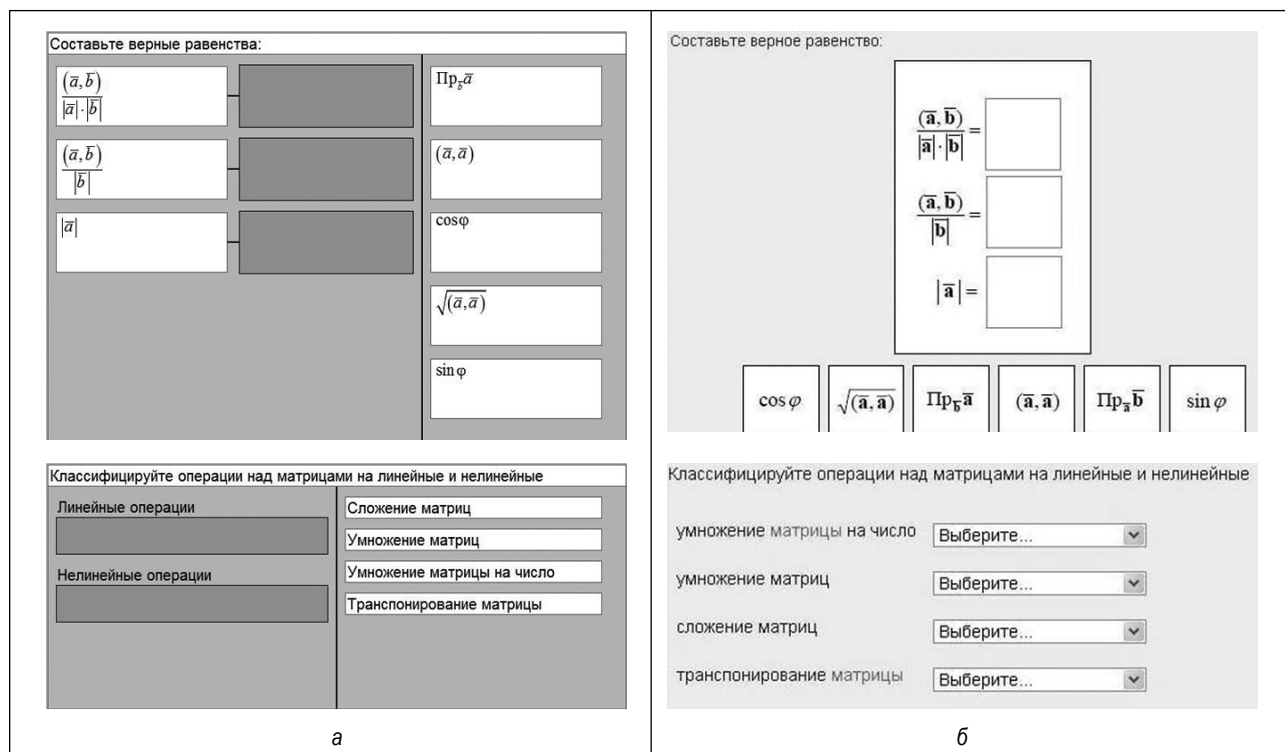 Составьте верные равенства:
(a̅,b̅)
|a̅|·|b̅|
Пр_b̅ a̅
(a̅,b̅)
|b̅|
(a̅,a̅)
|a̅|
cosφ
√(a̅,a̅)
sin φ
Классифицируйте операции над матрицами на линейные и нелинейные
Линейные операции
Нелинейные операции
Сложение матриц
Умножение матриц
Умножение матрицы на число
Транспонирование матрицы
а
Составьте верное равенство:
(a̅,b̅)
|a̅|·|b̅| =
(a̅,b̅)
|b̅| =
|a̅| =
cos φ √(a̅,a̅) Пр_b̅ a̅ (a̅,a̅) Пр_a̅ b̅ sin φ
Классифицируйте операции над матрицами на линейные и нелинейные
умножение матрицы на число Выберите...
умножение матриц Выберите...
сложение матриц Выберите...
транспонирование матрицы Выберите...
б